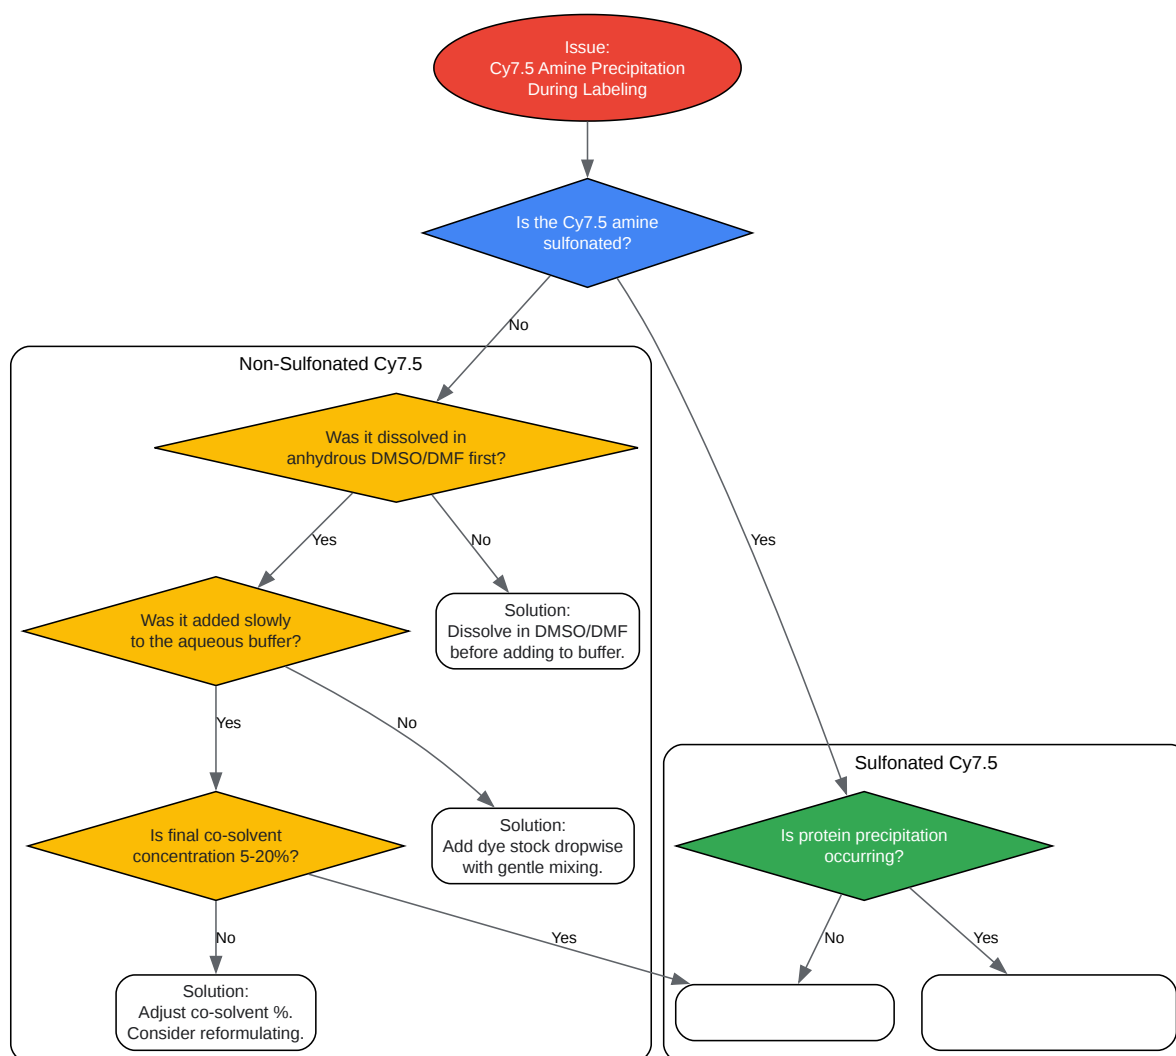 Issue:
Cy7.5 Amine Precipitation
During Labeling
Is the Cy7.5 amine
sulfonated?
No
Non-Sulfonated Cy7.5
Was it dissolved in
anhydrous DMSO/DMF first?
Yes
Yes
No
Was it added slowly
to the aqueous buffer?
Solution:
Dissolve in DMSO/DMF
before adding to buffer.
Yes
No
Sulfonated Cy7.5
Is final co-solvent
concentration 5-20%?
Solution:
Add dye stock dropwise
with gentle mixing.
Is protein precipitation
occurring?
No
Yes
No
Yes
Solution:
Adjust co-solvent %.
Consider reformulating.